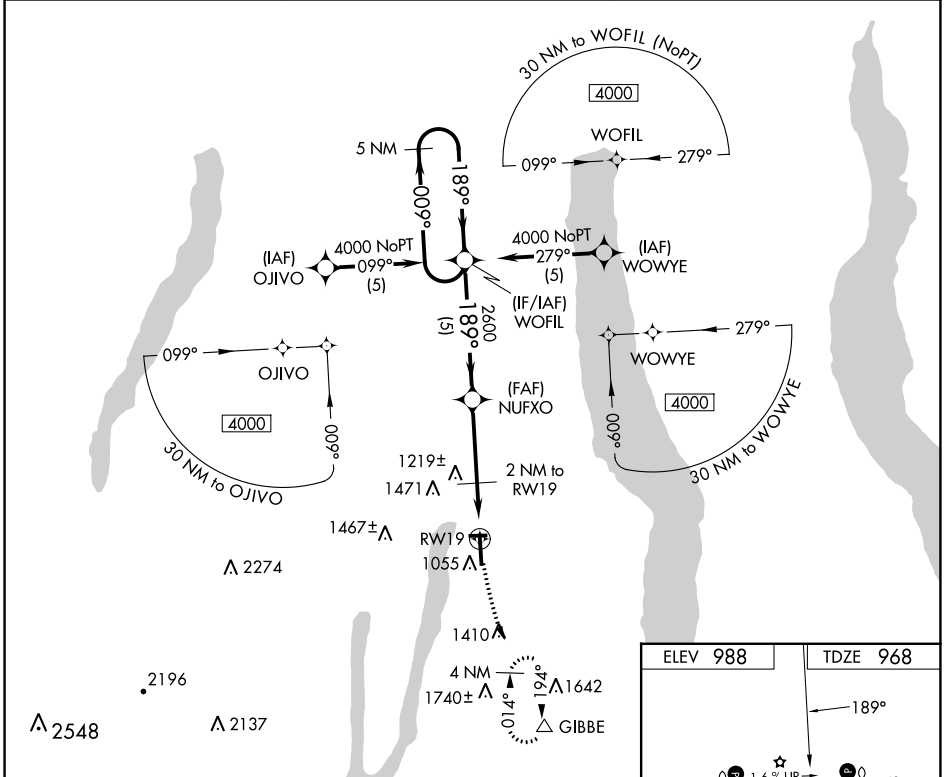 30 NM to WOFIL (NoPT)
4000
WOFIL
099°
279°
5 NM
009°
189°
(IAF)
OJIVO
4000 NoPT
099°
(5)
4000 NoPT
279°
(5)
(IAF)
WOWYE
(IF/IAF)
WOFIL
2600
189°
(5)
099°
OJIVO
4000
009°
30 NM to OJIVO
279°
WOWYE
4000
009°
30 NM to WOWYE
(FAF)
NUFXO
1219±
1471
2 NM to
RW19
1467±
RW19
1055
2274
1410
4 NM
1740±
014°
194°
1642
GIBBE
2196
2548
2137
ELEV 988
TDZE 968
189°
1.6 % UP
P
P